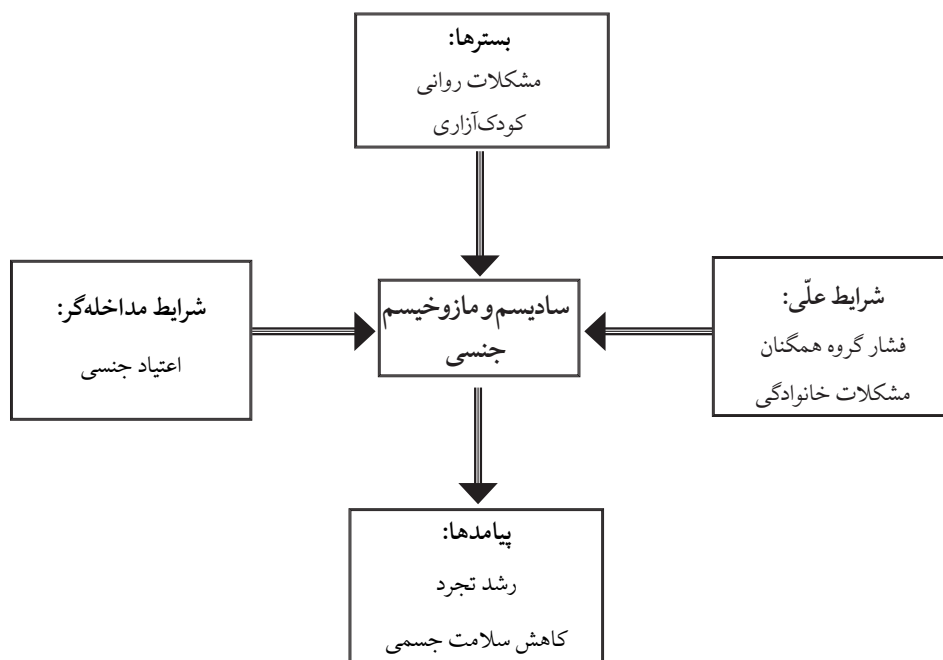 بسترها:
مشکلات روانی
کودک‌آزاری
شرایط علّی:
فشار گروه همگنان
مشکلات خانوادگی
سادیسم و مازوخیسم
جنسی
شرایط مداخله‌گر:
اعتیاد جنسی
پیامدها:
رشد تجرد
کاهش سلامت جسمی